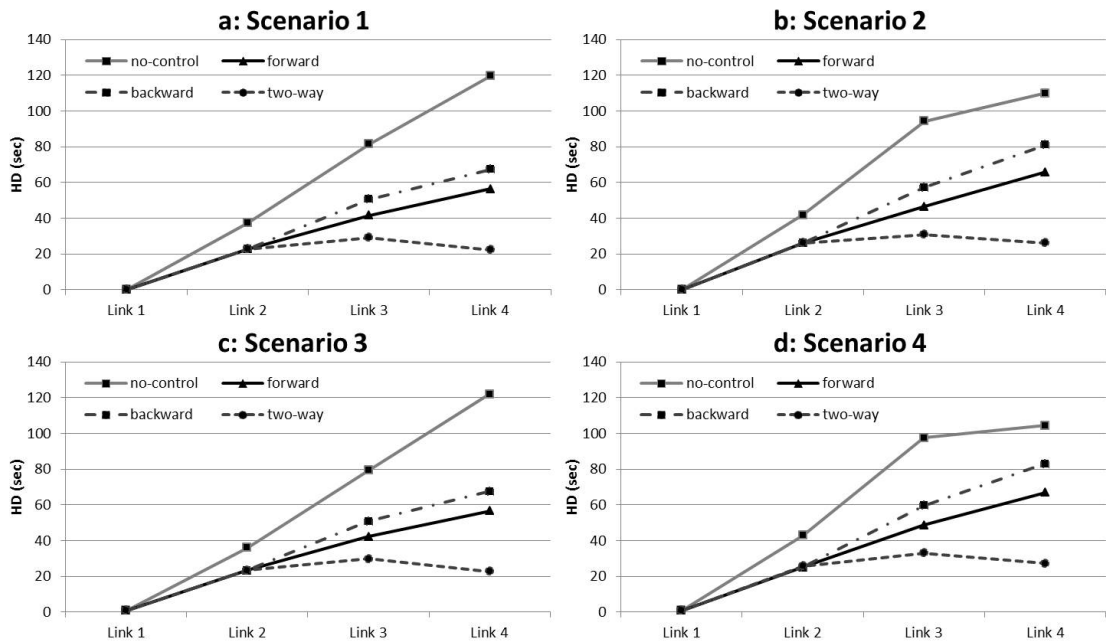 a: Scenario 1
140
120
100
80
60
40
20
0
HD (sec)
no-control
forward
backward
two-way
Link 1 Link 2 Link 3 Link 4
b: Scenario 2
140
120
100
80
60
40
20
0
HD (sec)
no-control
forward
backward
two-way
Link 1 Link 2 Link 3 Link 4
c: Scenario 3
140
120
100
80
60
40
20
0
HD (sec)
no-control
forward
backward
two-way
Link 1 Link 2 Link 3 Link 4
d: Scenario 4
140
120
100
80
60
40
20
0
HD (sec)
no-control
forward
backward
two-way
Link 1 Link 2 Link 3 Link 4